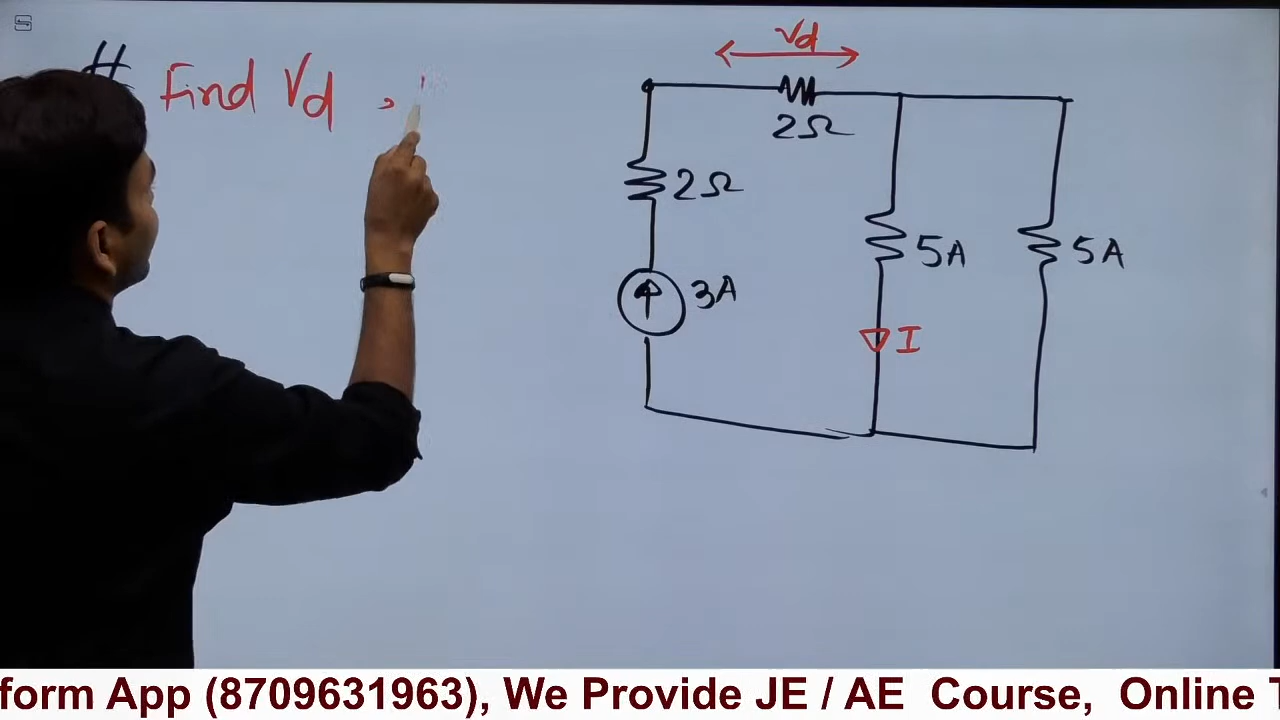 # Find Vd ,
Vd
2Ω
2Ω
3A
5A
5A
I
form App (8709631963), We Provide JE / AE Course, Online T